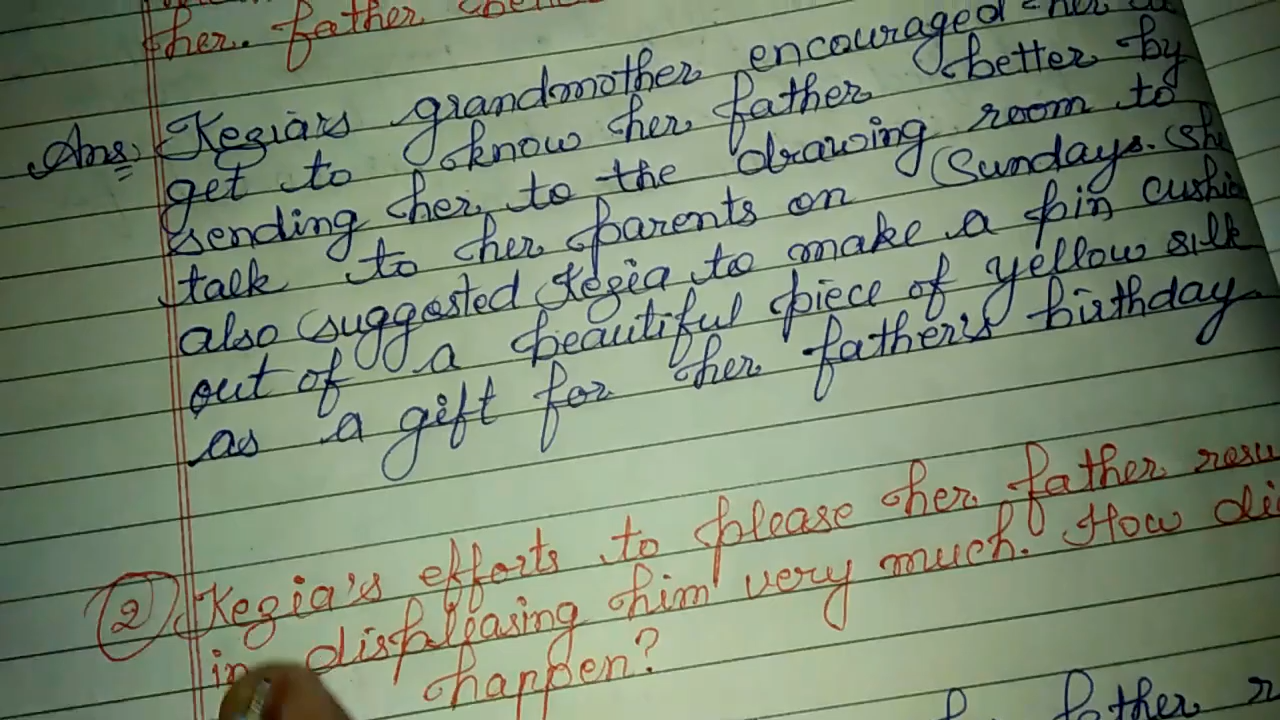 her. father
Ans, Kezia's grandmother encouraged her to
get to know her father better by
sending her to the drawing room to
talk to her parents on Sundays. Sh
also suggested Kezia to make a pin cushio
out of a beautiful piece of yellow silk
as a gift for her father's birthday.
2 Kezia's efforts to please her father resu
in displeasing him very much. How di
happen?
father